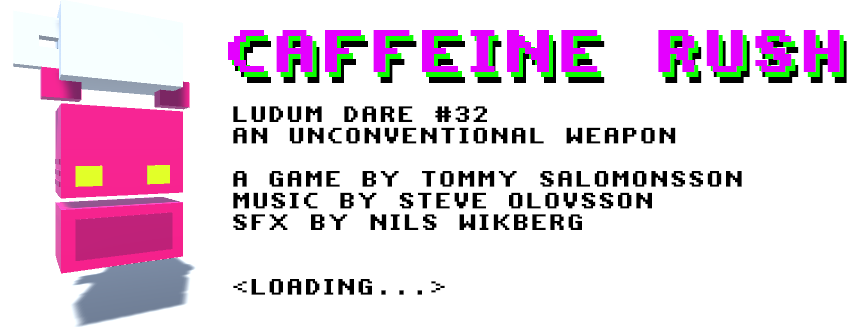 CAFFEINE RUSH
LUDUM DARE #32
AN UNCONVENTIONAL WEAPON
A GAME BY TOMMY SALOMONSSON
MUSIC BY STEVE OLOVSSON
SFX BY NILS WIKBERG
<LOADING...>